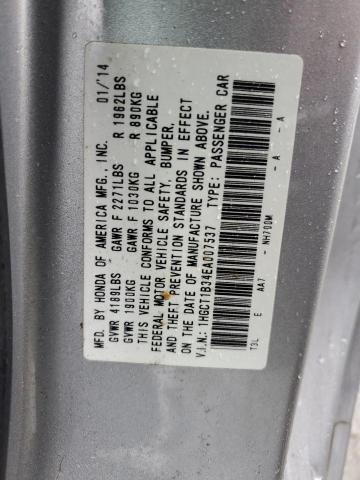 MFD. BY HONDA OF AMERICA MFG., INC. 01/'14
GVWR 4189LBS GAWR F 2271LBS R 1962LBS
GVWR 1900KG GAWR F 1030KG R 890KG
THIS VEHICLE CONFORMS TO ALL APPLICABLE
FEDERAL MOTOR VEHICLE SAFETY, BUMPER,
AND THEFT PREVENTION STANDARDS IN EFFECT
ON THE DATE OF MANUFACTURE SHOWN ABOVE.
V.I.N.: 1HGCT1B34EA007537 TYPE: PASSENGER CAR
T3L E AA7 - NH700M - A - A